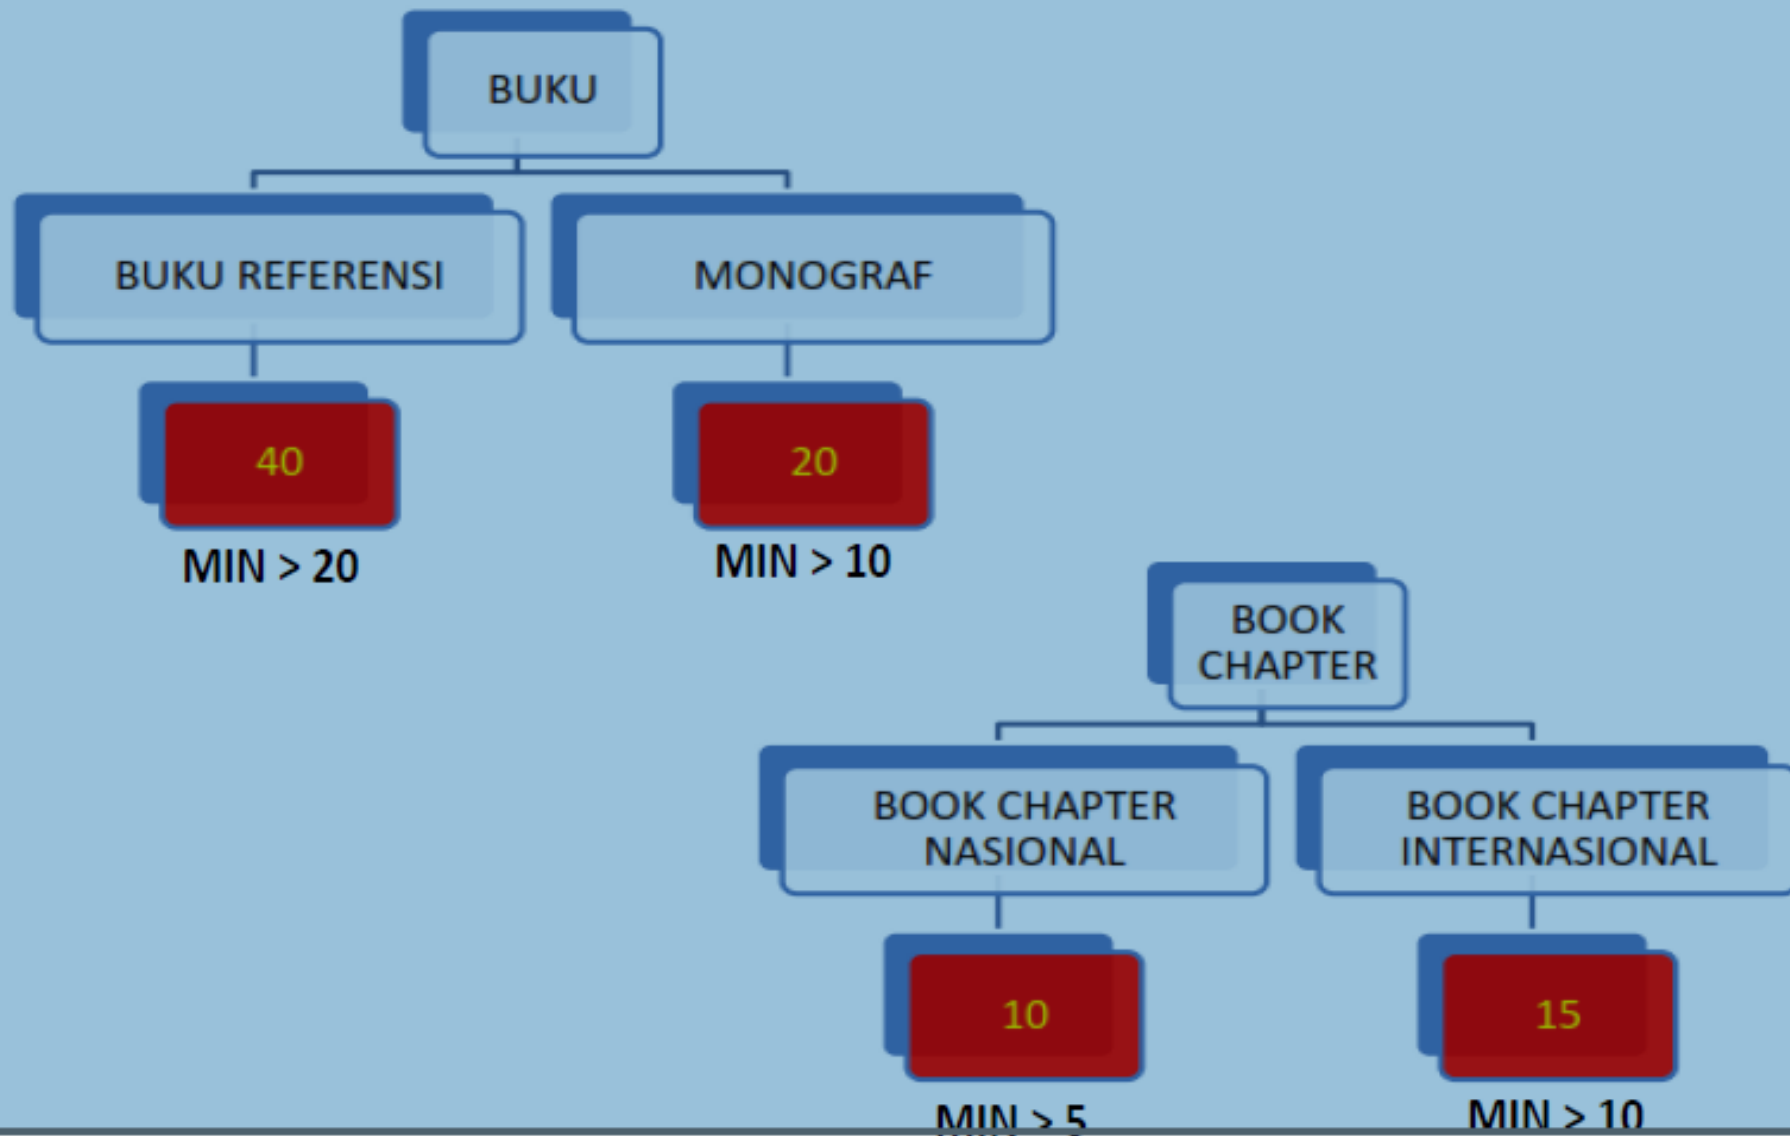 BUKU
BUKU REFERENSI
MONOGRAF
40
20
MIN > 20
MIN > 10
BOOK
CHAPTER
BOOK CHAPTER
NASIONAL
BOOK CHAPTER
INTERNASIONAL
10
15
MIN > 5
MIN > 10